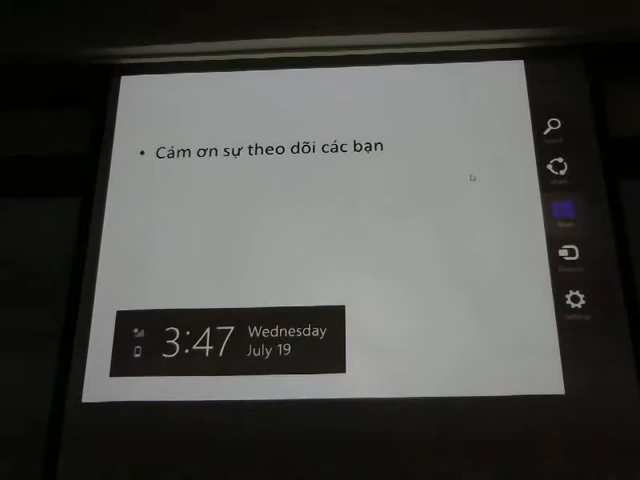 • Cám ơn sự theo dõi các bạn
3:47
Wednesday
July 19